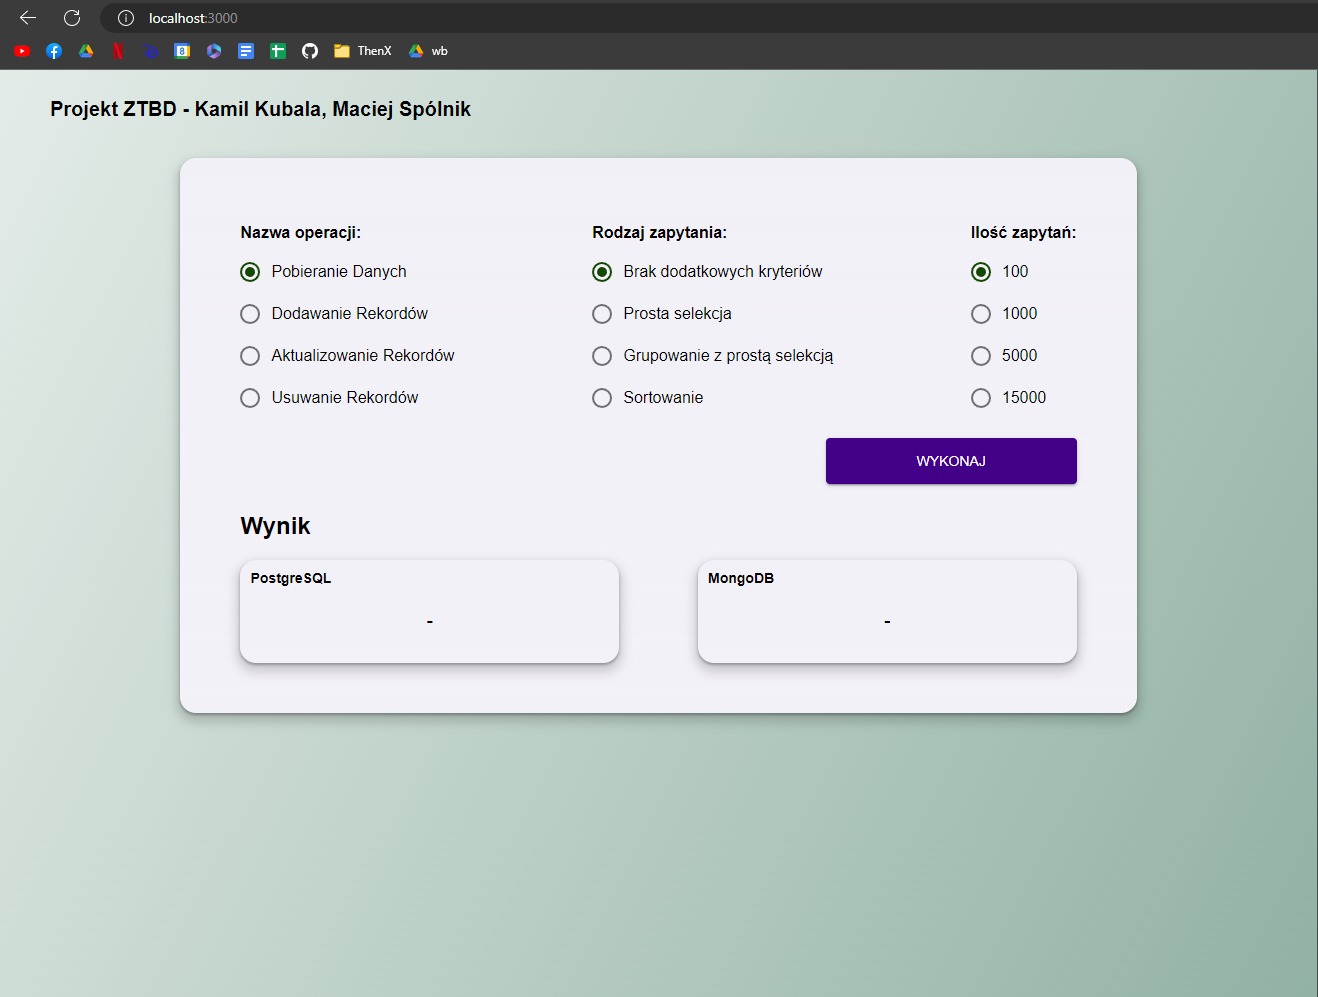 localhost:3000
ThenX
wb
Projekt ZTBD - Kamil Kubala, Maciej Spólnik
Nazwa operacji:
Pobieranie Danych
Dodawanie Rekordów
Aktualizowanie Rekordów
Usuwanie Rekordów
Rodzaj zapytania:
Brak dodatkowych kryteriów
Prosta selekcja
Grupowanie z prostą selekcją
Sortowanie
Ilość zapytań:
100
1000
5000
15000
WYKONAJ
Wynik
PostgreSQL
-
MongoDB
-